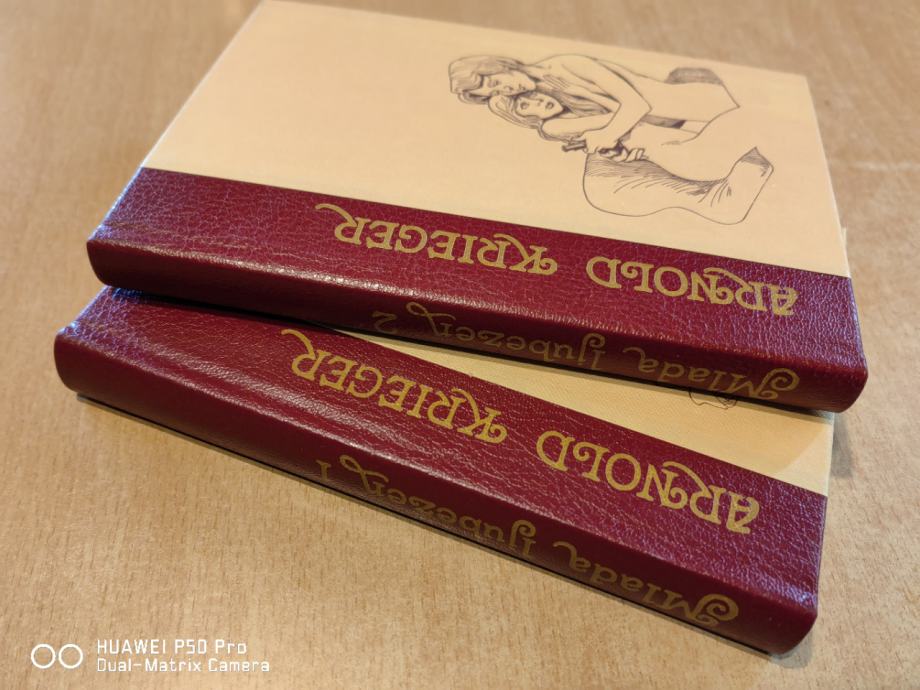 ARNOLD KRIEGER
Mlada ljubezen 2
ARNOLD KRIEGER
Mlada ljubezen 1
HUAWEI P50 Pro
Dual-Matrix Camera